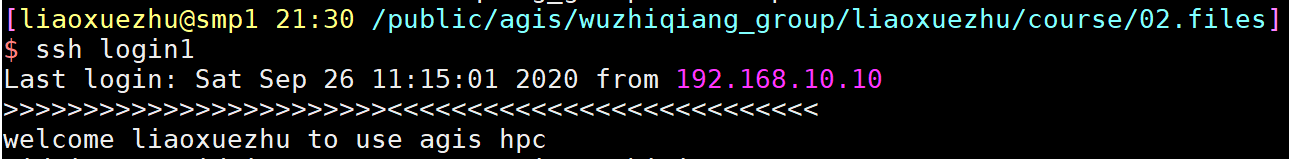 [liaoxuezhu@smp1 21:30 /public/agis/wuzhiqiang_group/liaoxuezhu/course/02.files]
$ ssh login1
Last login: Sat Sep 26 11:15:01 2020 from 192.168.10.10
>>>>>>>>>>>>>>>>>>>>>>>><<<<<<<<<<<<<<<<<<<<<<<<<<<
welcome liaoxuezhu to use agis hpc